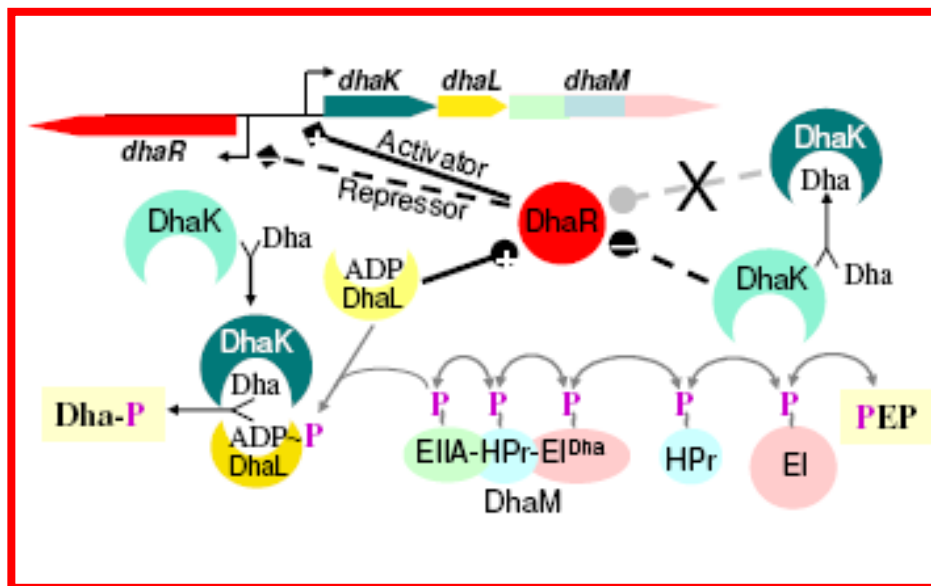 dhaK dhaL dhaM
dhaR
Activator
Repressor
DhaR
X
DhaK
Dha
DhaK
Dha
DhaK
Dha
+
−
ADP
DhaL
DhaK
Dha
ADP~P
DhaL
Dha-P
P P P P P
PEP
EIIA-HPr-EIDha
HPr
EI
DhaM